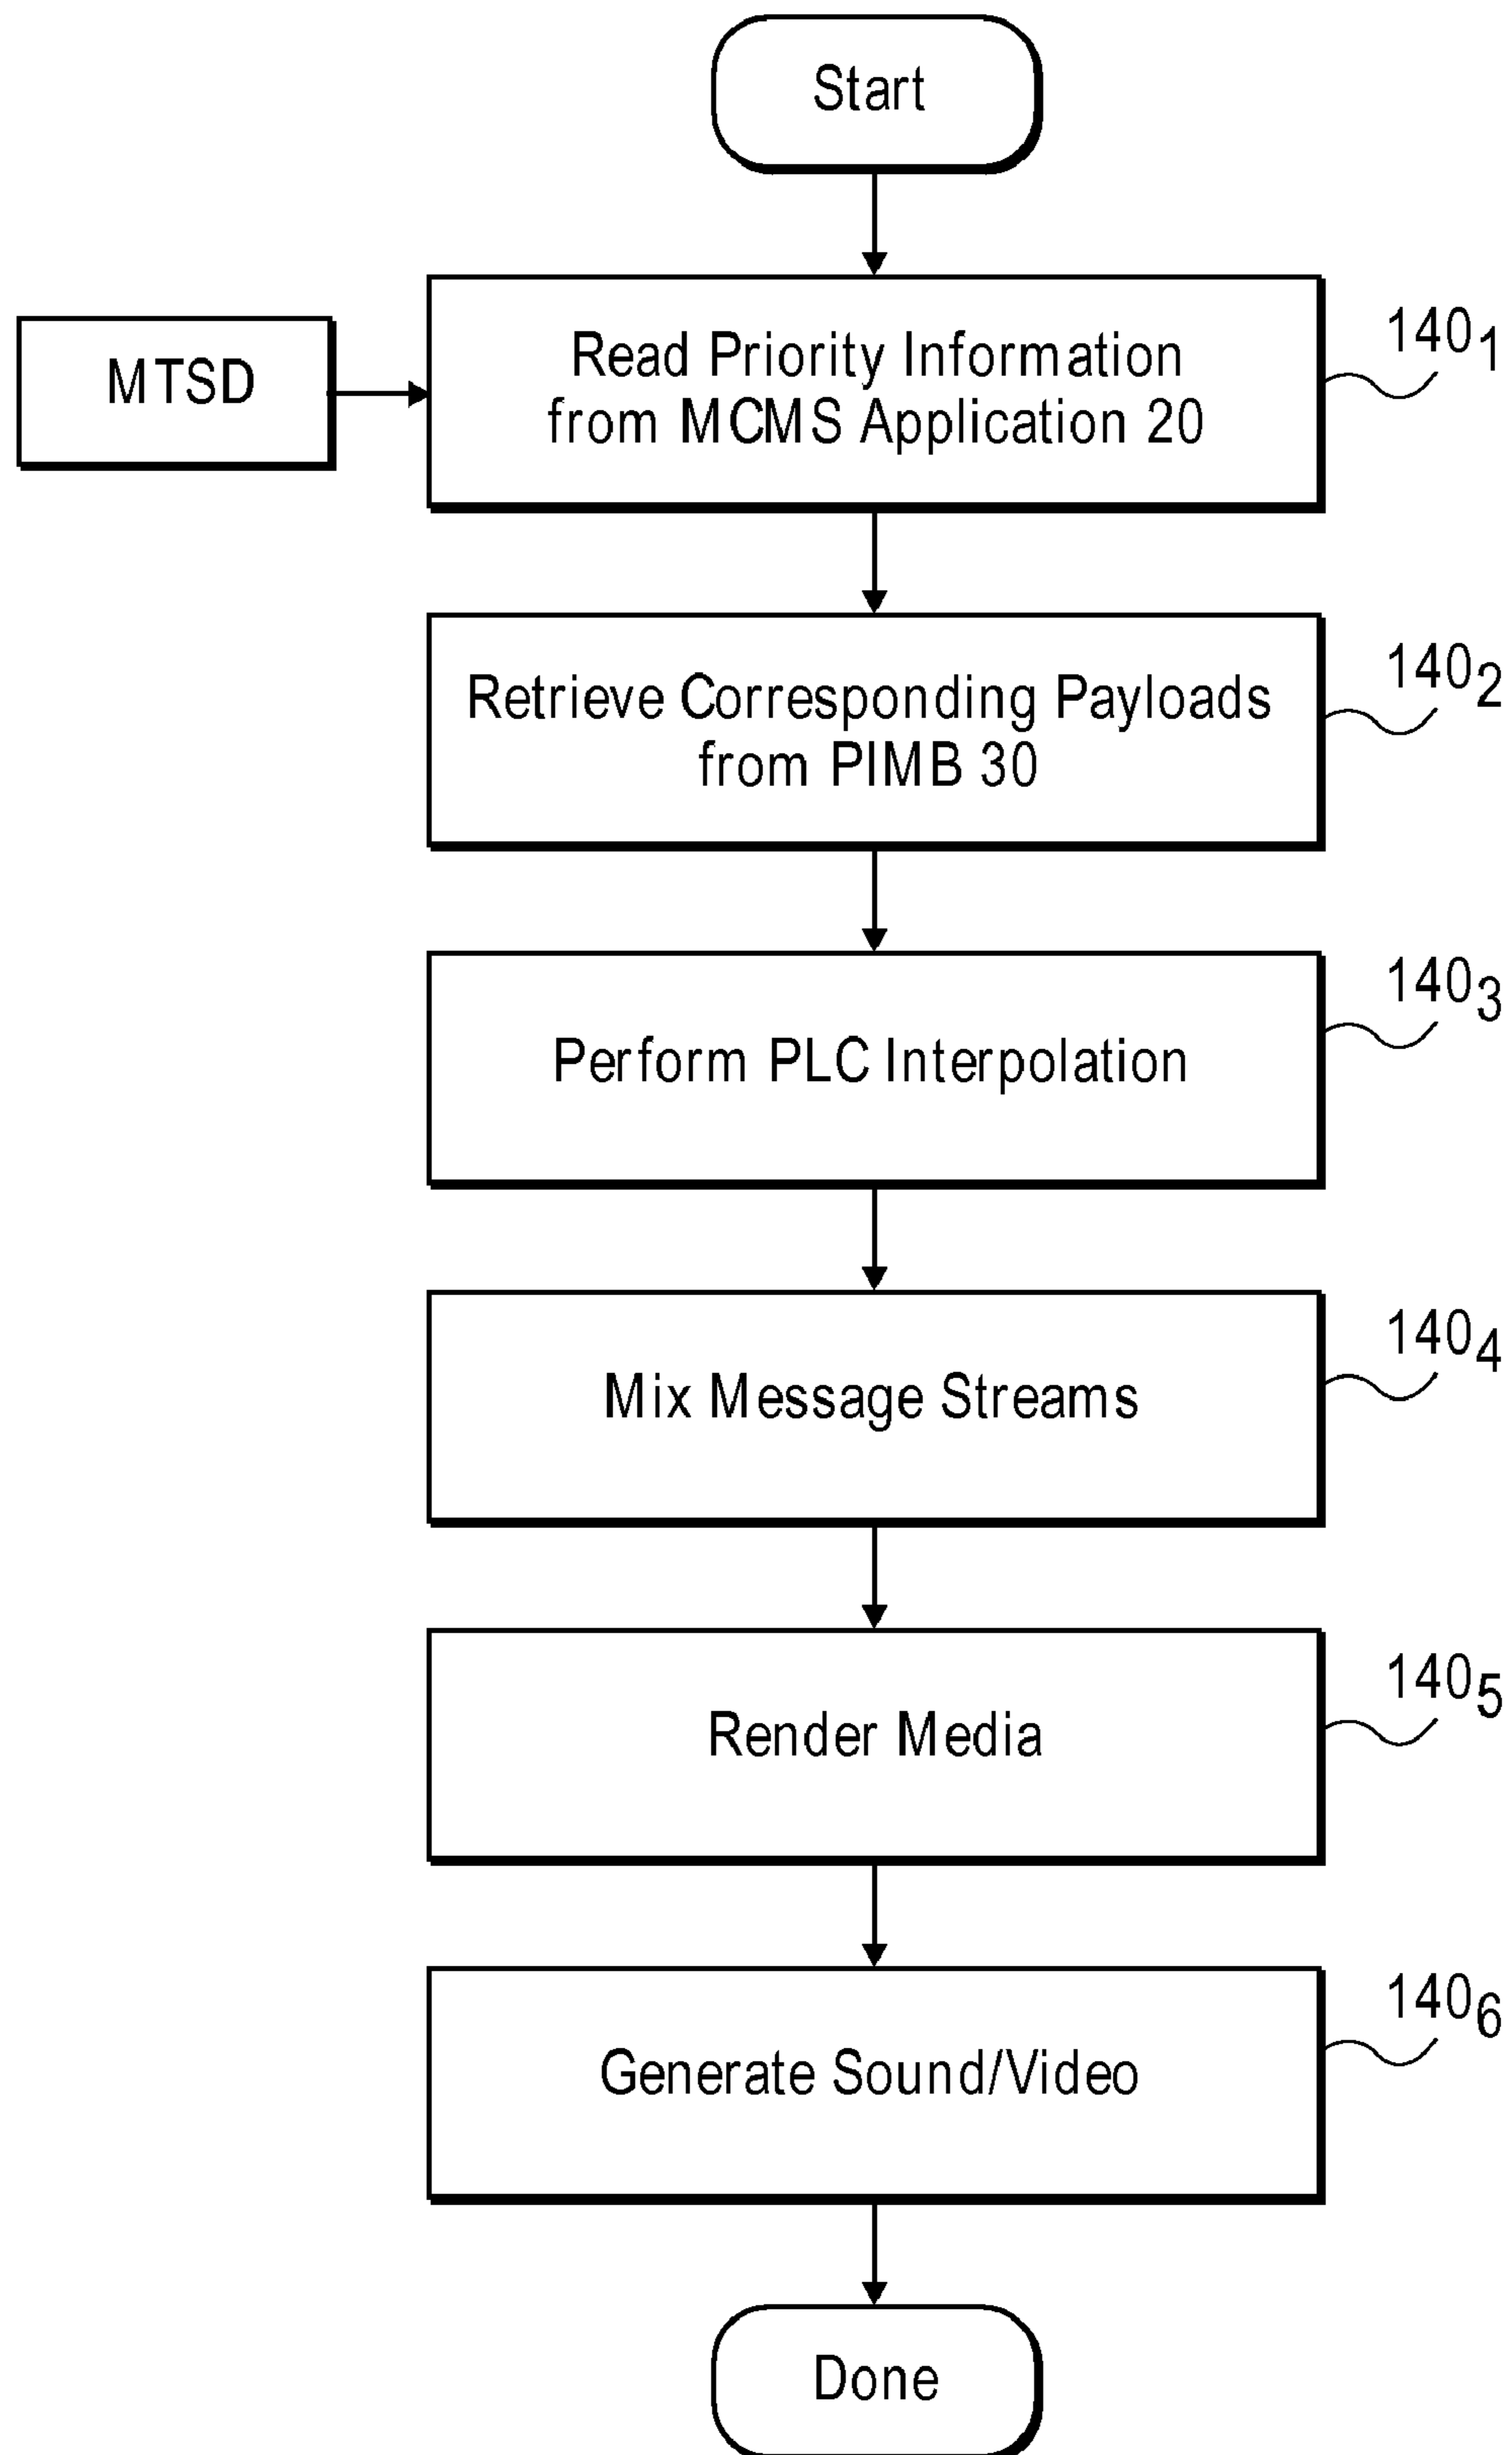 Start
MTSD
Read Priority Information
from MCMS Application 20
140₁
Retrieve Corresponding Payloads
from PIMB 30
140₂
Perform PLC Interpolation
140₃
Mix Message Streams
140₄
Render Media
140₅
Generate Sound/Video
140₆
Done